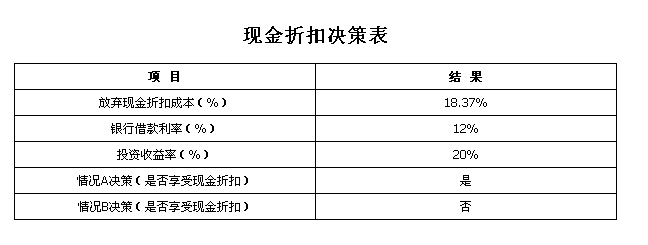 现金折扣决策表
项 目 结 果
放弃现金折扣成本(%) 18.37%
银行借款利率(%) 12%
投资收益率(%) 20%
情况A决策(是否享受现金折扣) 是
情况B决策(是否享受现金折扣) 否